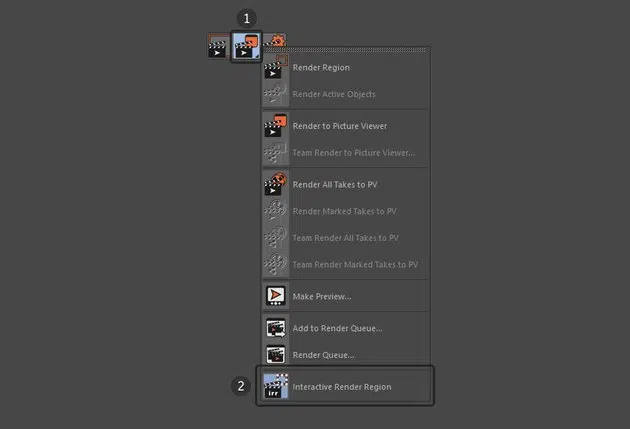 1
Render Region
Render Active Objects
Render to Picture Viewer
Team Render to Picture Viewer...
Render All Takes to PV
Render Marked Takes to PV
Team Render All Takes to PV
Team Render Marked Takes to PV
Make Preview...
Add to Render Queue...
Render Queue...
2
irr
Interactive Render Region